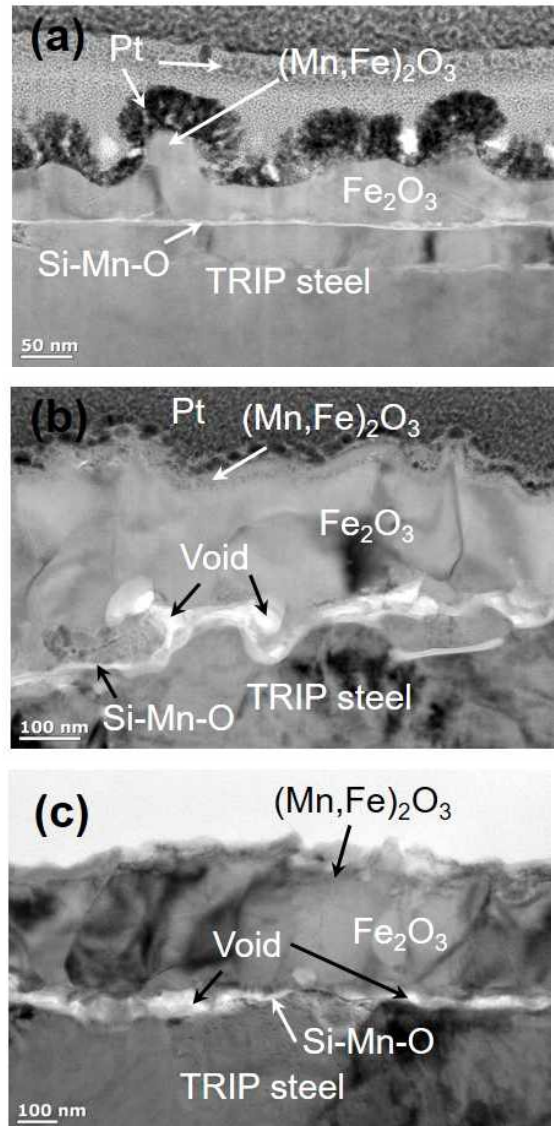 (a)
Pt
(Mn,Fe)₂O₃
Fe₂O₃
Si-Mn-O
TRIP steel
50 nm
(b)
Pt
(Mn,Fe)₂O₃
Fe₂O₃
Void
Si-Mn-O
TRIP steel
100 nm
(c)
(Mn,Fe)₂O₃
Fe₂O₃
Void
Si-Mn-O
TRIP steel
100 nm